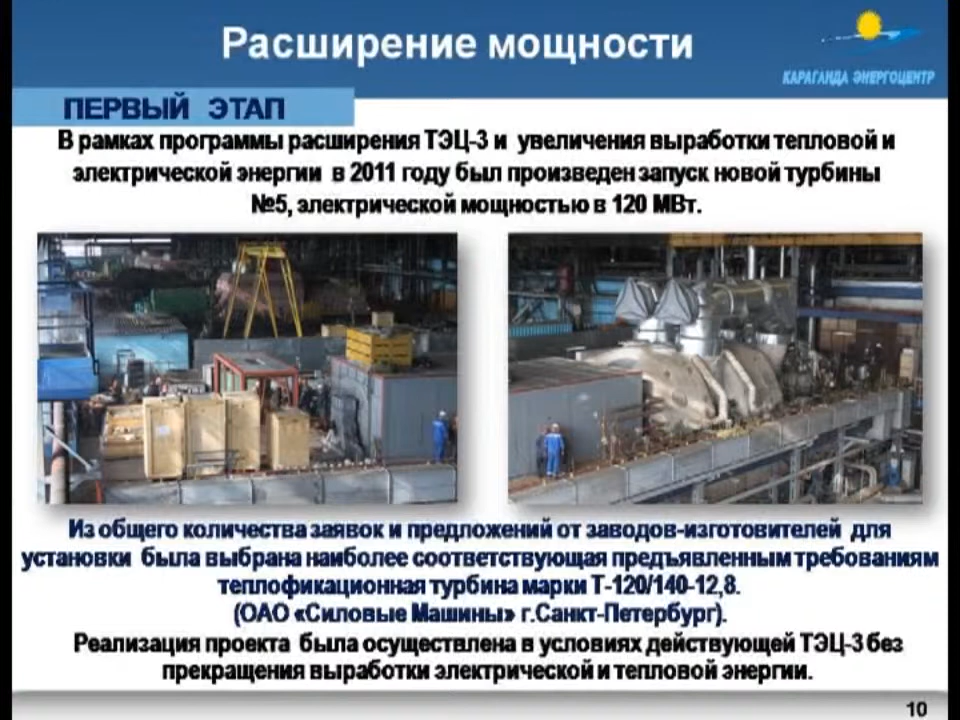 Расширение мощности
КАРАГАНДА ЭНЕРГОЦЕНТР
ПЕРВЫЙ ЭТАП
В рамках программы расширения ТЭЦ-3 и увеличения выработки тепловой и
электрической энергии в 2011 году был произведен запуск новой турбины
№5, электрической мощностью в 120 МВт.
Из общего количества заявок и предложений от заводов-изготовителей для
установки была выбрана наиболее соответствующая предъявленным требованиям
теплофикационная турбина марки Т-120/140-12,8.
(ОАО «Силовые Машины» г.Санкт-Петербург).
Реализация проекта была осуществлена в условиях действующей ТЭЦ-3 без
прекращения выработки электрической и тепловой энергии.
10